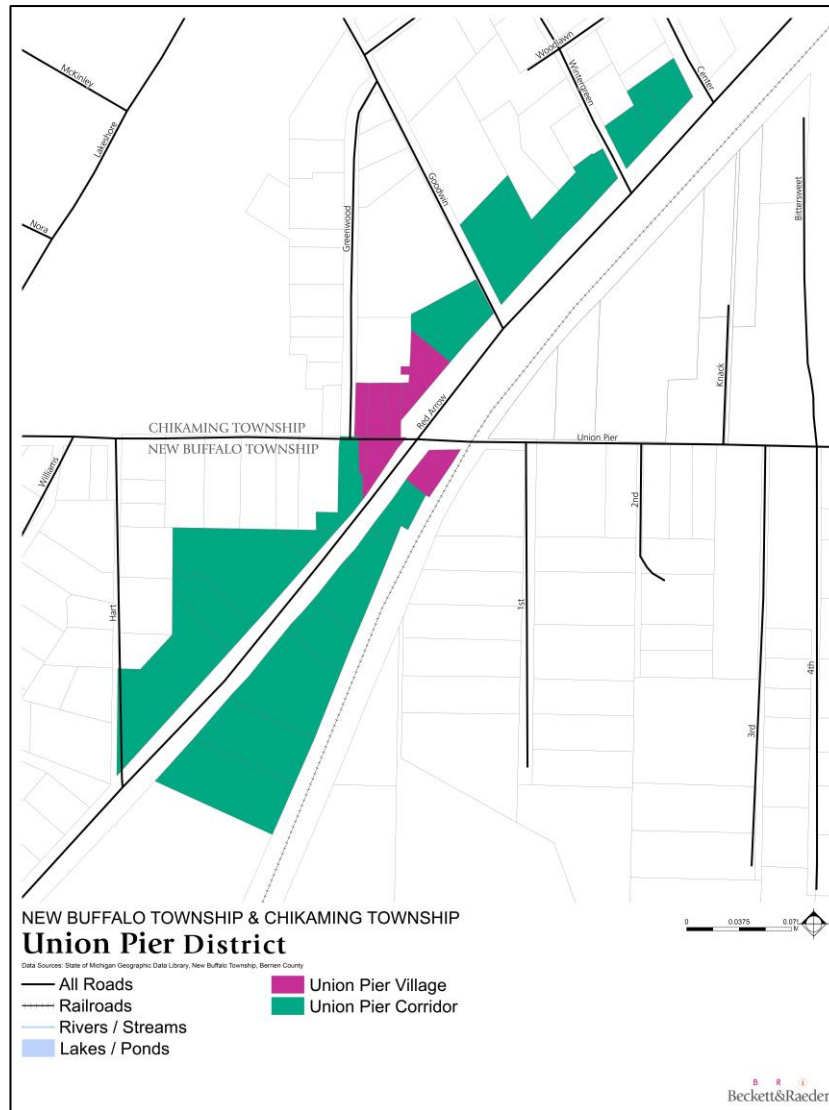 Woodlawn
McKinley
Wintergreen
Center
Lakeshore
Goodwin
Bittersweet
Nora
Greenwood
Knack
Red Arrow
CHIKAMING TOWNSHIP
NEW BUFFALO TOWNSHIP
Union Pier
Williams
2nd
1st
Hart
4th
3rd
NEW BUFFALO TOWNSHIP & CHIKAMING TOWNSHIP
Union Pier District
0 0.0375
Data Sources: State of Michigan Geographic Data Library, New Buffalo Township, Berrien County
All Roads
Railroads
Rivers / Streams
Lakes / Ponds
Union Pier Village
Union Pier Corridor
B R i
Beckett&Raeder